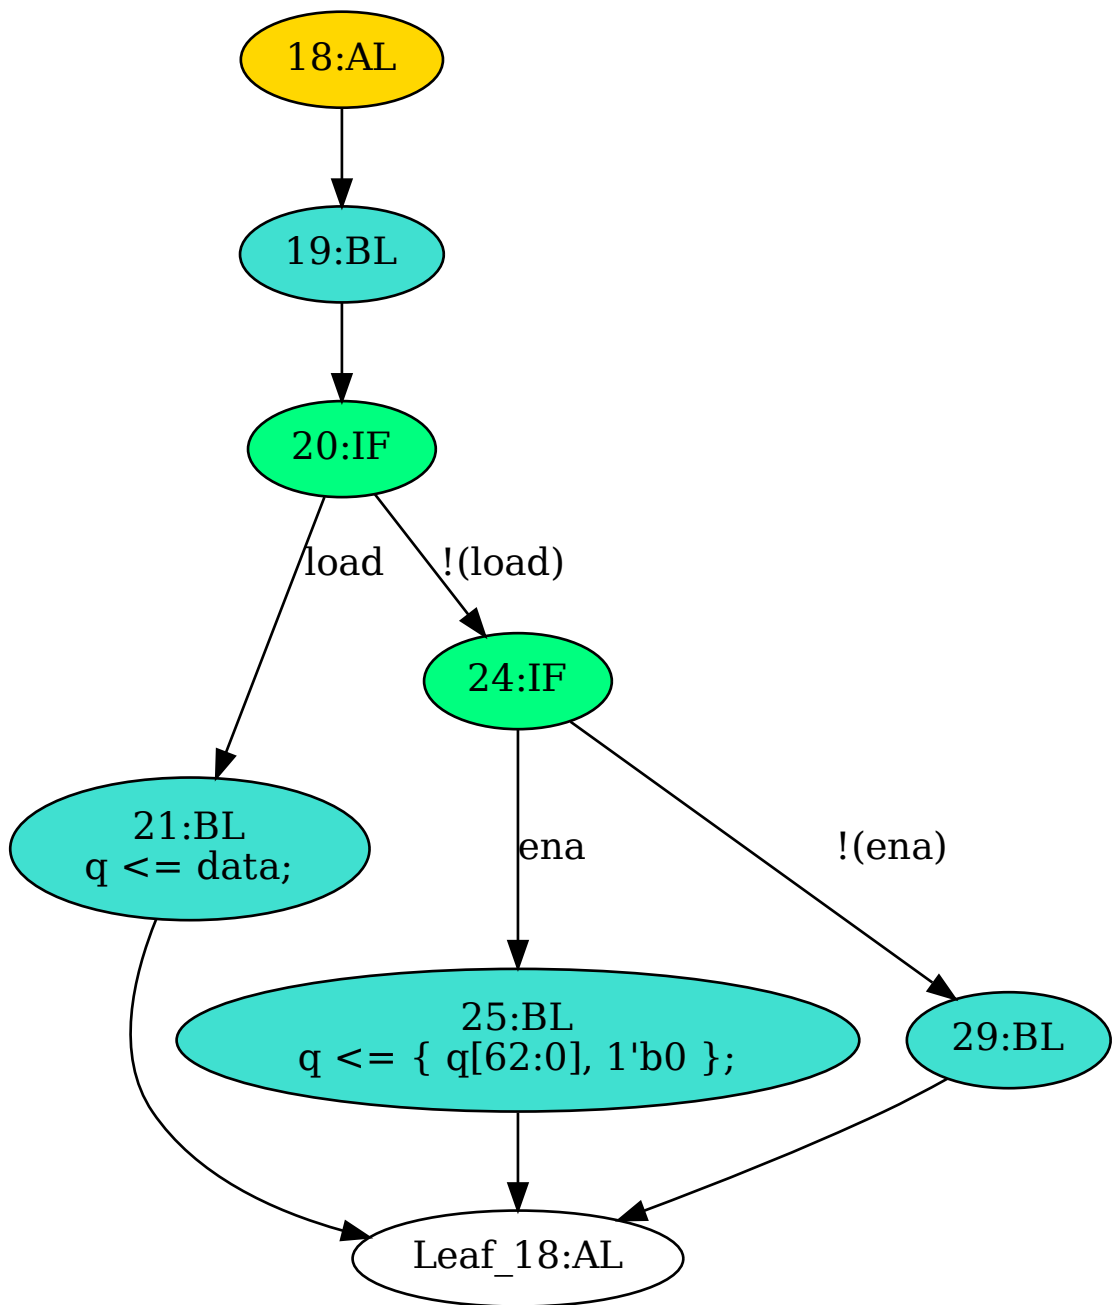 18:AL
19:BL
20:IF
load
!(load)
24:IF
21:BL
q <= data;
ena
!(ena)
25:BL
q <= { q[62:0], 1'b0 };
29:BL
Leaf_18:AL